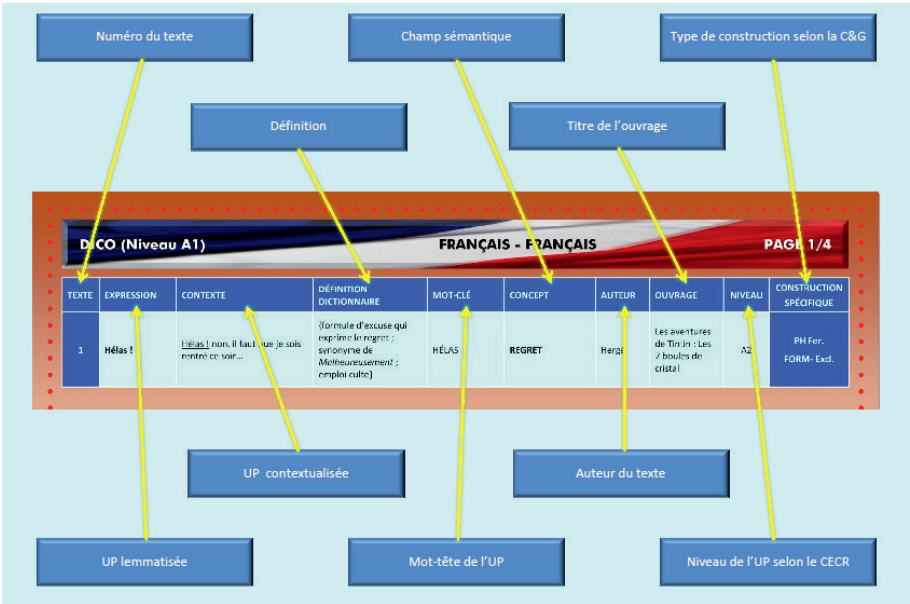 Numéro du texte
Champ sémantique
Type de construction selon la C&G
Définition
Titre de l'ouvrage
DICO (Niveau A1)
FRANÇAIS - FRANÇAIS
PAGE 1/4
TEXTE
EXPRESSION
CONTEXTE
DÉFINITION
DICTIONNAIRE
MOT-CLÉ
CONCEPT
AUTEUR
OUVRAGE
NIVEAU
CONSTRUCTION
SPÉCIFIQUE
1
Hélas !
Hélas ! non, il faut que je sois
rentré ce soir...
(formule d'excuse qui
exprime le regret ;
synonyme de
Malheureusement ;
emploi culte)
HÉLAS
REGRET
Hergé
Les aventures
de Tintin : Les
7 boules de
cristal
A2
PH Fer.
FORM- Excl.
UP contextualisée
Auteur du texte
UP lemmatisée
Mot-tête de l'UP
Niveau de l'UP selon le CECR